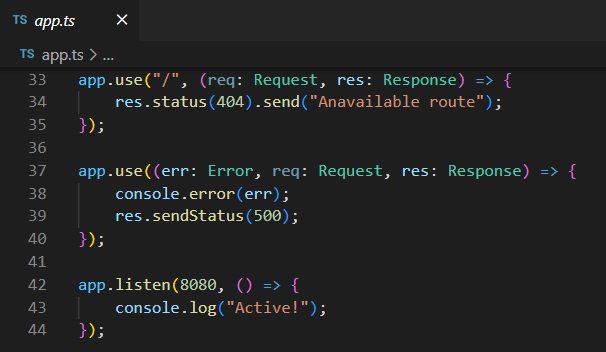 TS app.ts ×
TS app.ts > ...
33 app.use("/", (req: Request, res: Response) => {
34     res.status(404).send("Anavailable route");
35 });
36
37 app.use((err: Error, req: Request, res: Response) => {
38     console.error(err);
39     res.sendStatus(500);
40 });
41
42 app.listen(8080, () => {
43     console.log("Active!");
44 });